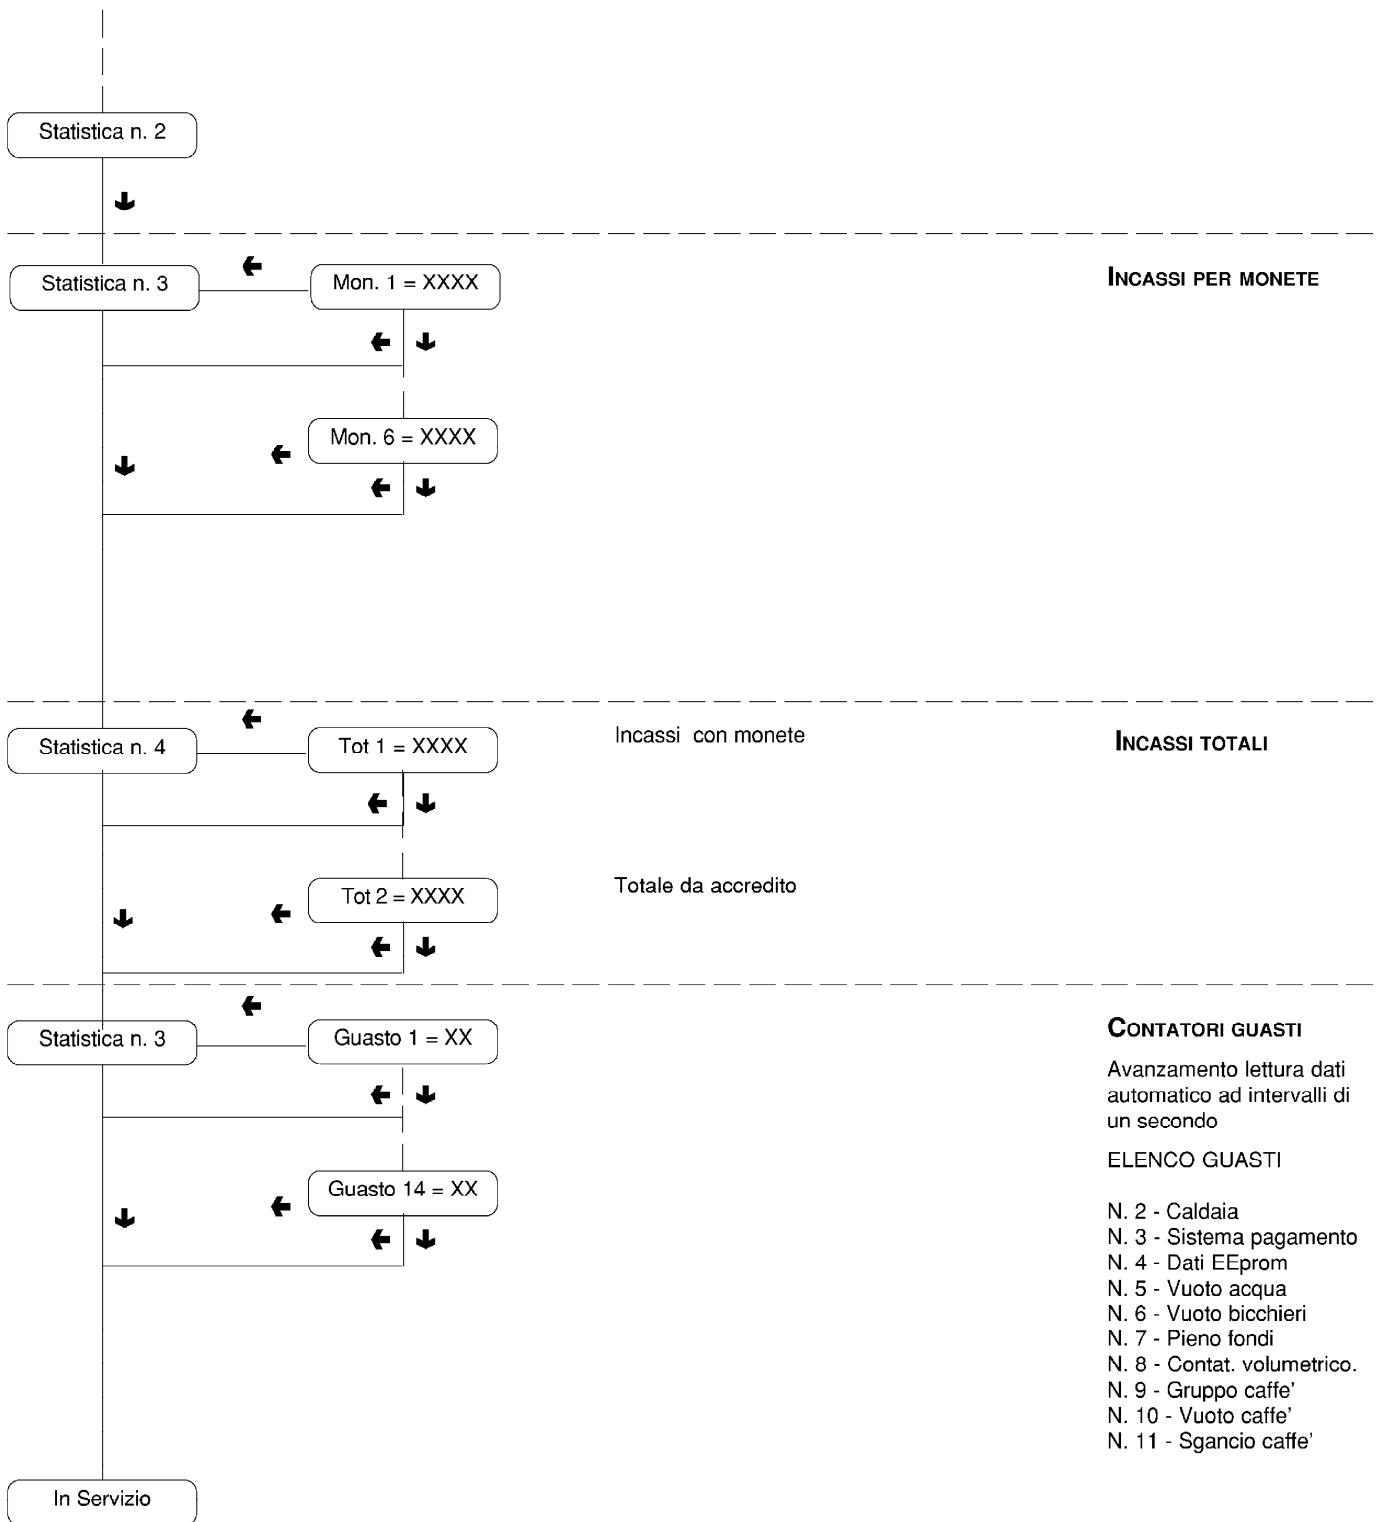 Statistica n. 2
Statistica n. 3
Mon. 1 = XXXX
INCASSI PER MONETE
Mon. 6 = XXXX
Statistica n. 4
Tot 1 = XXXX
Incassi con monete
INCASSI TOTALI
Tot 2 = XXXX
Totale da accredito
Statistica n. 3
Guasto 1 = XX
CONTATORI GUASTI
Avanzamento lettura dati
automatico ad intervalli di
un secondo
ELENCO GUASTI
Guasto 14 = XX
N. 2 - Caldaia
N. 3 - Sistema pagamento
N. 4 - Dati EEprom
N. 5 - Vuoto acqua
N. 6 - Vuoto bicchieri
N. 7 - Pieno fondi
N. 8 - Contat. volumetrico.
N. 9 - Gruppo caffe’
N. 10 - Vuoto caffe’
N. 11 - Sgancio caffe’
In Servizio